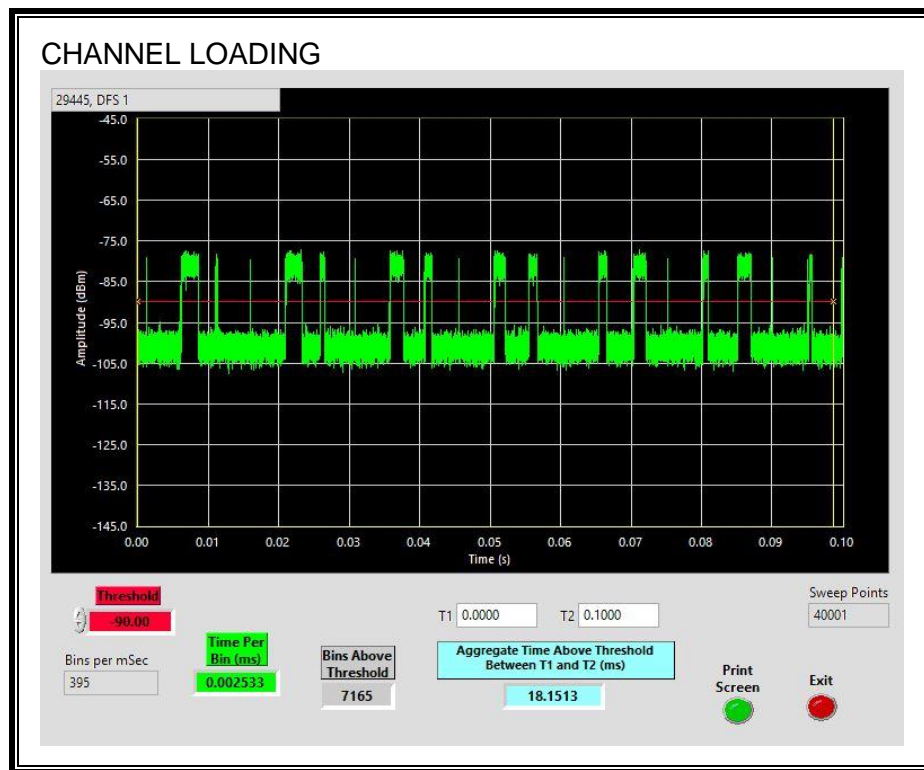 CHANNEL LOADING
29445, DFS 1
Amplitude (dBm)
-45.0
-55.0
-65.0
-75.0
-85.0
-95.0
-105.0
-115.0
-125.0
-135.0
-145.0
0.00 0.01 0.02 0.03 0.04 0.05 0.06 0.07 0.08 0.09 0.10
Time (s)
Threshold
-90.00
T1 0.0000 T2 0.1000
Sweep Points
40001
Bins per mSec
395
Time Per
Bin (ms)
0.002533
Bins Above
Threshold
7165
Aggregate Time Above Threshold
Between T1 and T2 (ms)
18.1513
Print
Screen
Exit